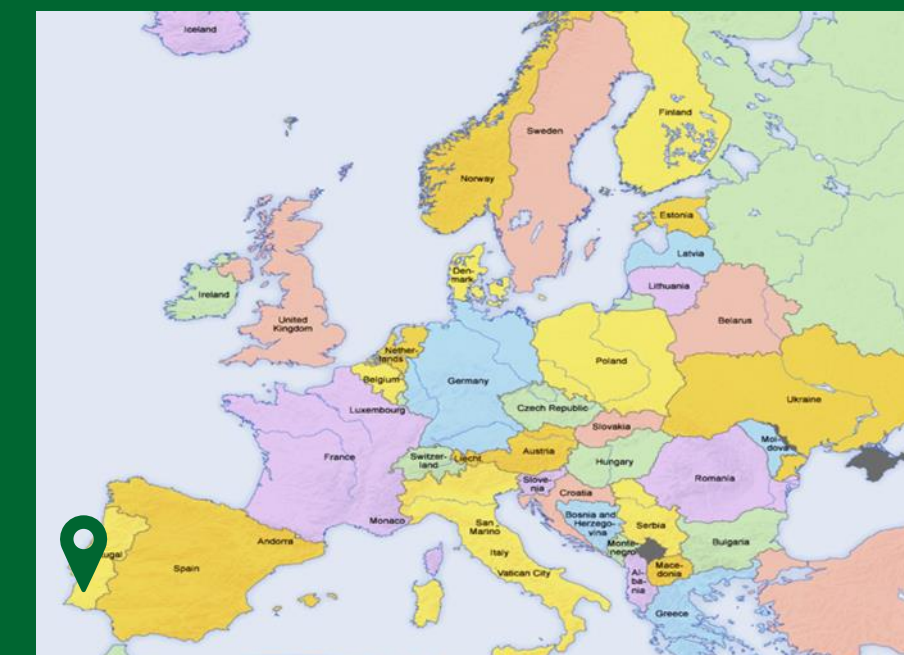 Iceland
Finland
Sweden
Norway
Estonia
Latvia
Den-
mark
Lithuania
Ireland
United
Kingdom
Belarus
Nether-
lands
Poland
Belgium
Germany
Ukraine
Luxembourg
Czech Republic
Slovakia
Mol-
dova
France
Switzer-
land
Liecht.
Austria
Hungary
Romania
Slove-
nia
Croatia
Monaco
San
Marino
Bosnia and
Herzego-
vina
Serbia
Andorra
Italy
Monte-
negro
Bulgaria
ugal
Spain
Vatican City
Al-
ba-
nia
Mace-
donia
Greece